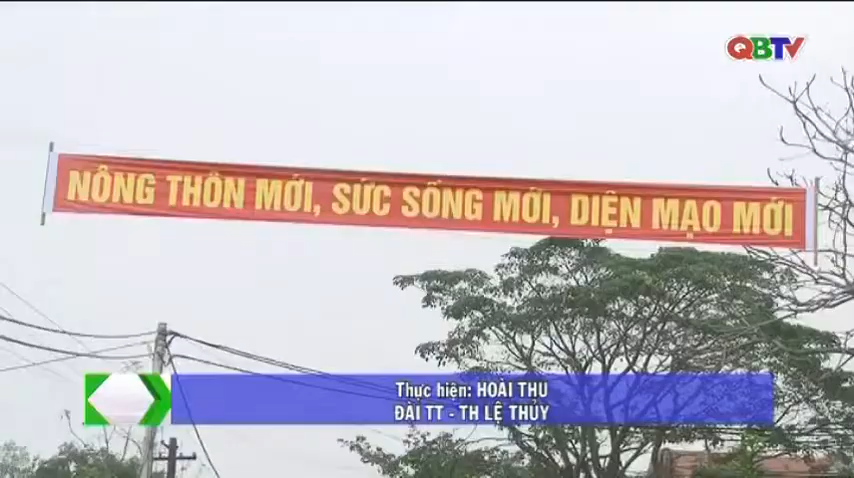 QBTV
NÔNG THÔN MỚI, SỨC SỐNG MỚI, DIỆN MẠO MỚI
Thực hiện: HOÀI THU
ĐÀI TT - TH LỆ THỦY